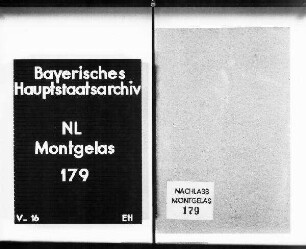 Bayerisches
Hauptstaatsarchiv
NL
Montgelas
179
V- 16 EH
NACHLASS
MONTGELAS
179